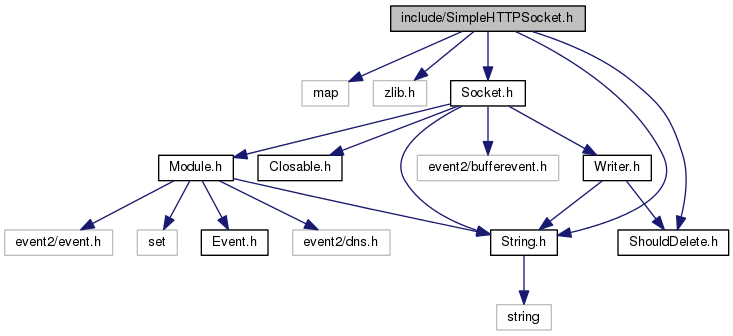 include/SimpleHTTPSocket.h
map
zlib.h
Socket.h
Module.h
Closable.h
event2/bufferevent.h
Writer.h
event2/event.h
set
Event.h
event2/dns.h
String.h
ShouldDelete.h
string